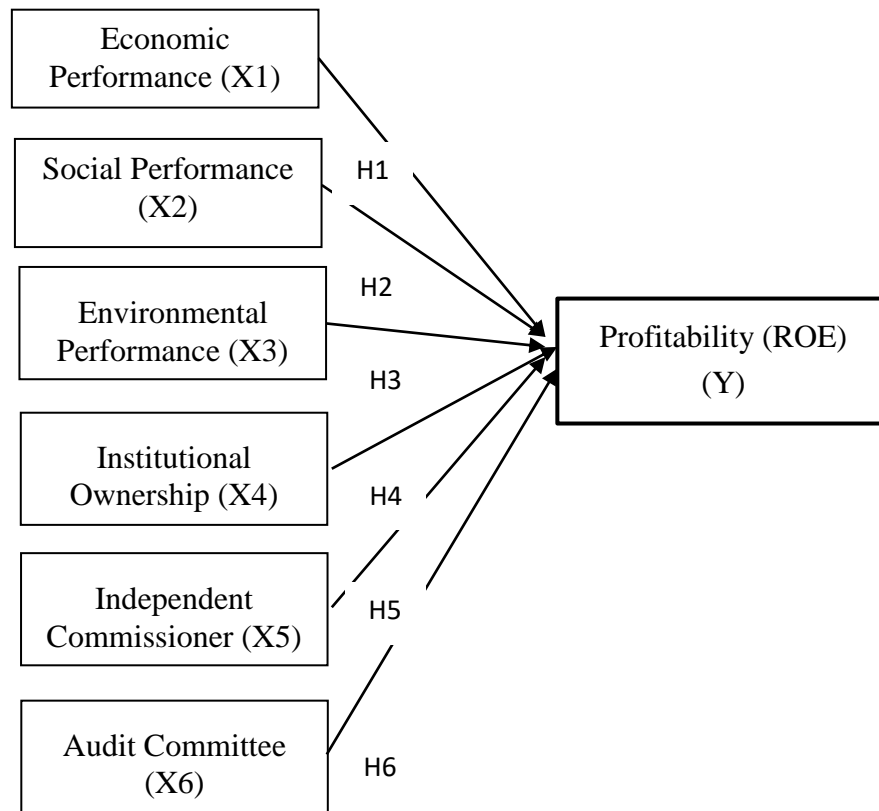 Economic
Performance (X1)
Social Performance
(X2)
H1
Environmental
Performance (X3)
H2
Profitability (ROE)
(Y)
H3
Institutional
Ownership (X4)
H4
Independent
Commissioner (X5)
H5
Audit Committee
(X6)
H6